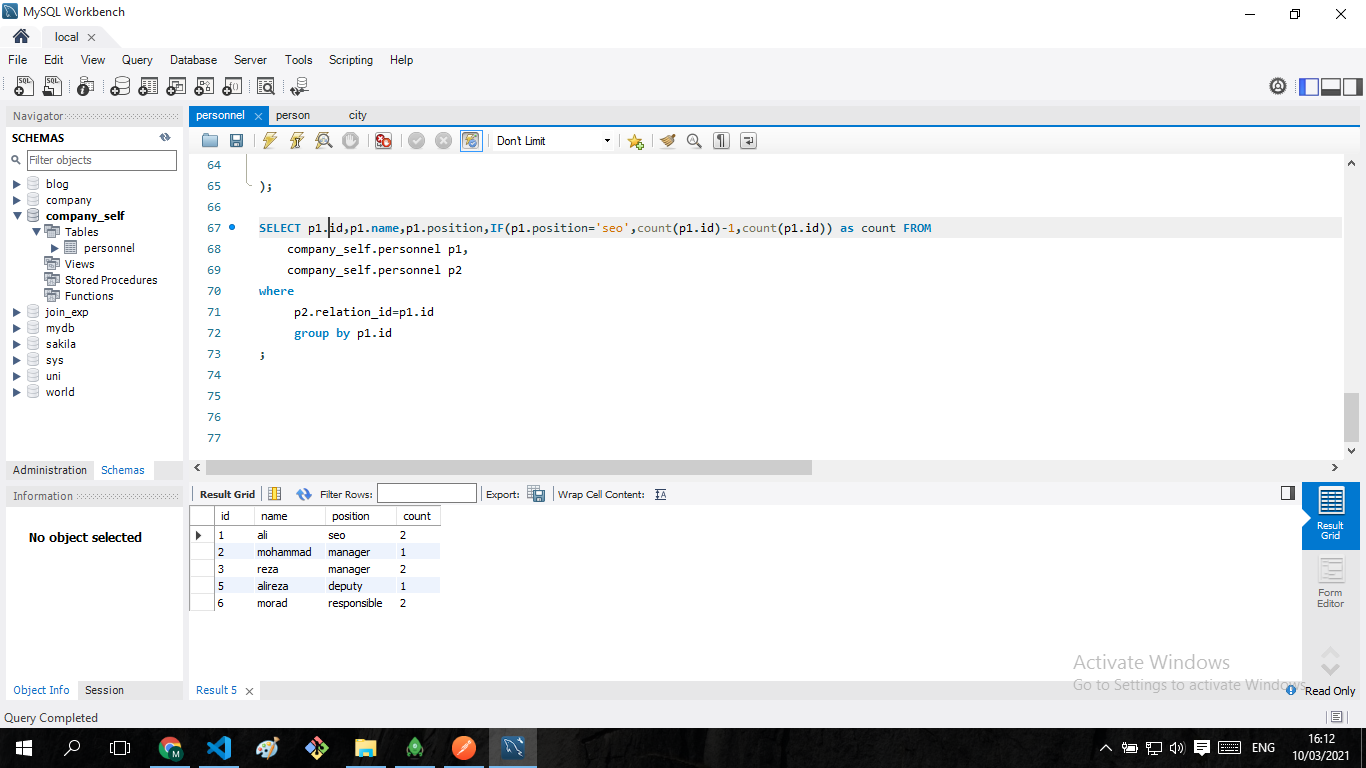 MySQL Workbench
local
File Edit View Query Database Server Tools Scripting Help
Navigator
SCHEMAS
Filter objects
blog
company
company_self
Tables
personnel
Views
Stored Procedures
Functions
join_exp
mydb
sakila
sys
uni
world
Administration Schemas
Information
No object selected
Object Info Session
personnel person city
Don't Limit
64
65 );
66
67 SELECT p1.id,p1.name,p1.position,IF(p1.position='seo',count(p1.id)-1,count(p1.id)) as count FROM
68 company_self.personnel p1,
69 company_self.personnel p2
70 where
71 p2.relation_id=p1.id
72 group by p1.id
73 ;
74
75
76
77
Result Grid Filter Rows: Export: Wrap Cell Content:
id name position count
1 ali seo 2
2 mohammad manager 1
3 reza manager 2
5 alireza deputy 1
6 morad responsible 2
Result Grid
Form Editor
Activate Windows
Go to Settings to activate Windows.
Result 5
Read Only
Query Completed
ENG
16:12
10/03/2021